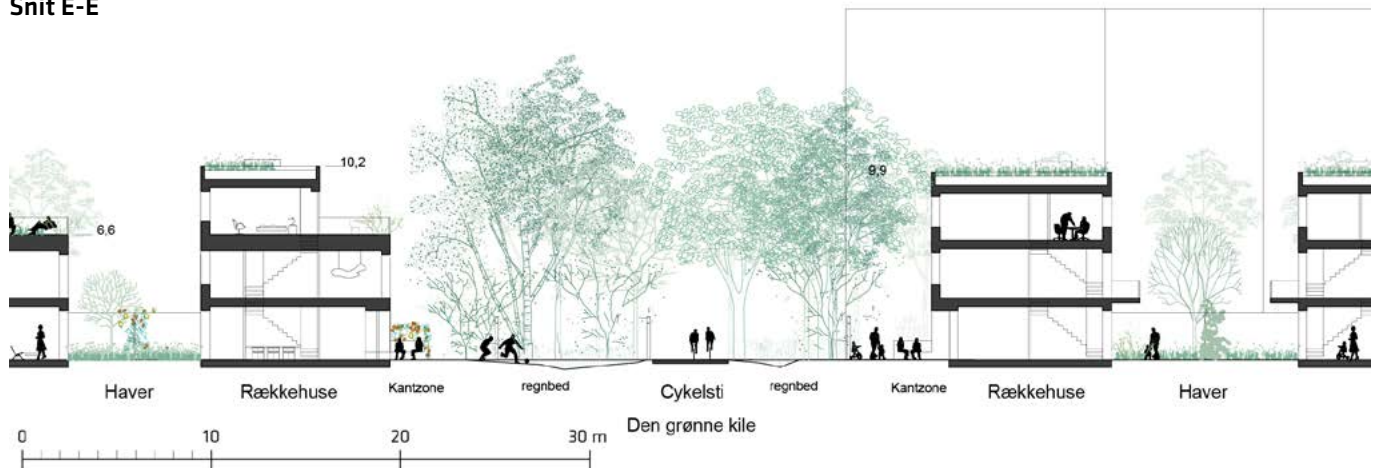 Snit E-E
10,2
9,9
6,6
Haver Rækkehuse Kantzone regnbed Cykelsti regnbed Kantzone Rækkehuse Haver
Den grønne kile
0 10 20 30 m